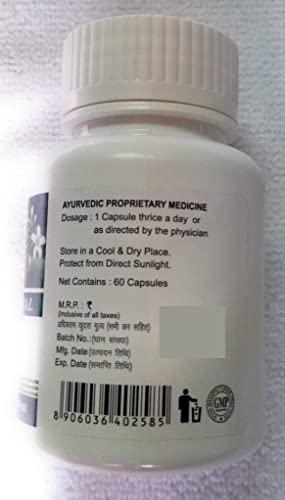 AYURVEDIC PROPRIETARY MEDICINE
Dosage : 1 Capsule thrice a day or
as directed by the physician
Store in a Cool & Dry Place.
Protect from Direct Sunlight.
Net Contains : 60 Capsules
M.R.P. : ₹
(inclusive of all taxes)
अधिकतम खुदरा मूल्य (सभी कर सहित)
Batch No.:(घान संख्या)
Mfg. Date (उत्पादन तिथि)
Exp. Date (समाप्ति तिथि)
8 906036 402585
GMP